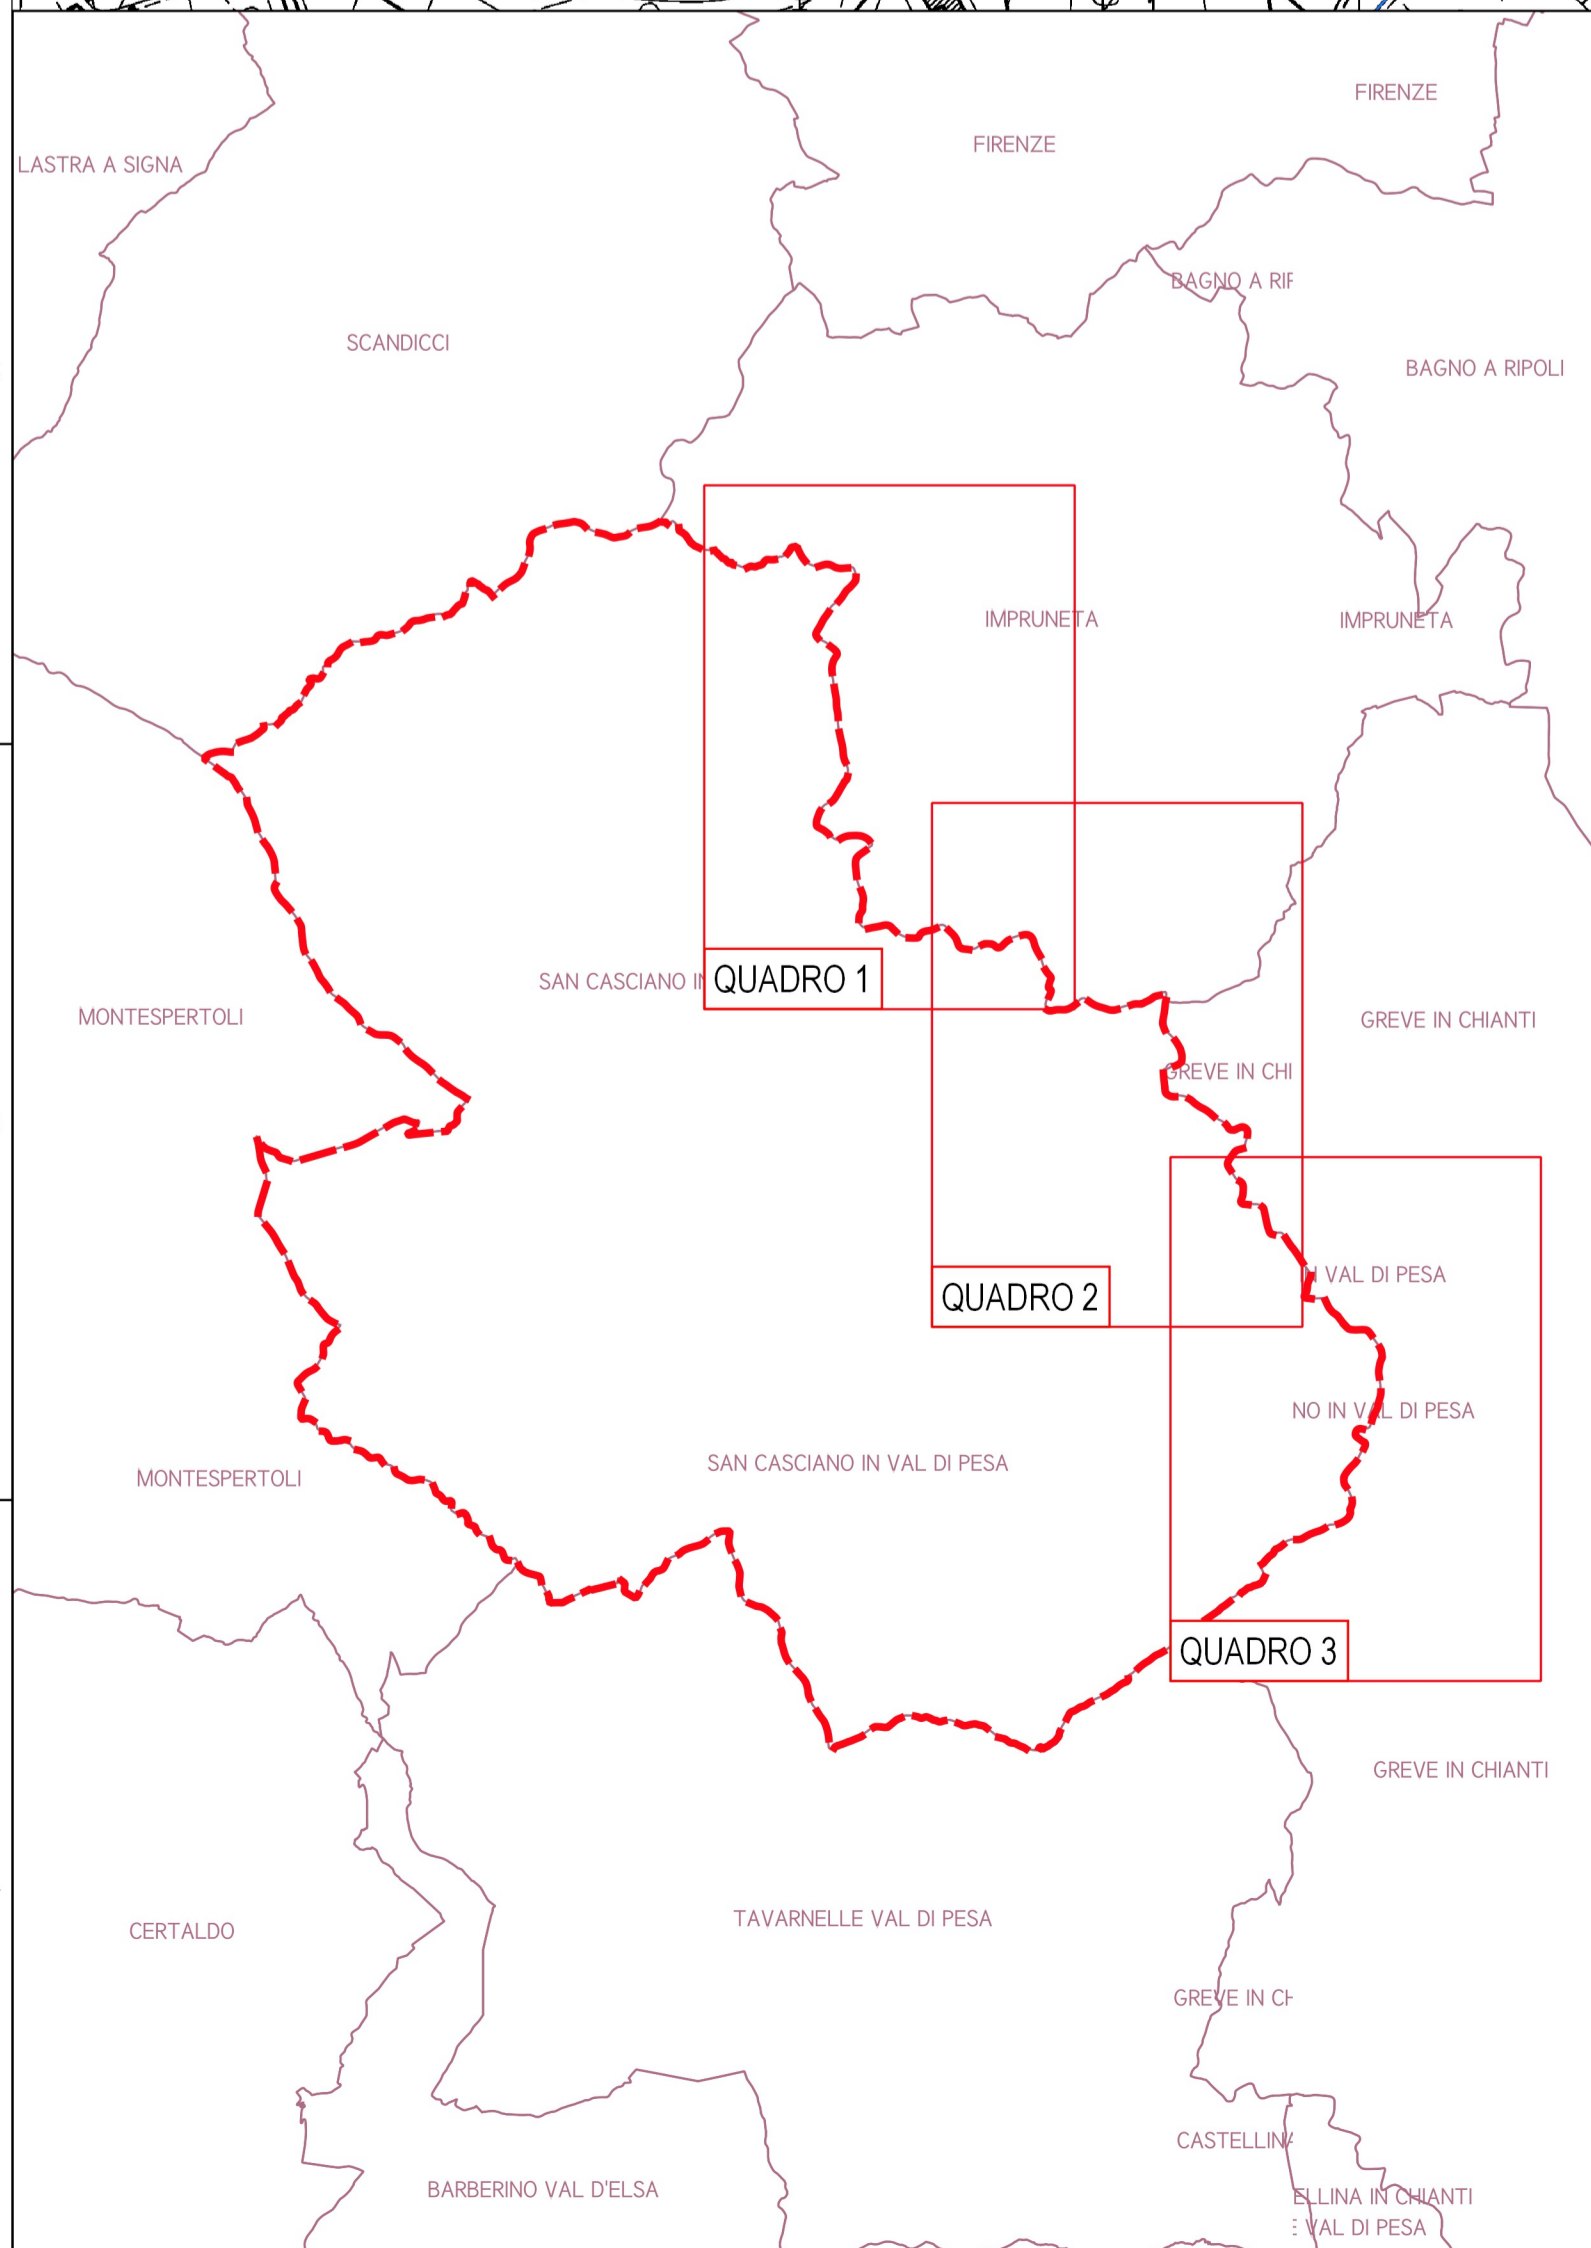 FIRENZE
FIRENZE
LASTRA A SIGNA
BAGNO A RIF
SCANDICCI
BAGNO A RIPOLI
IMPRUNETA
IMPRUNETA
SAN CASCIANO IN
QUADRO 1
MONTESPERTOLI
GREVE IN CHIANTI
GREVE IN CHI
N VAL DI PESA
QUADRO 2
NO IN VAL DI PESA
SAN CASCIANO IN VAL DI PESA
MONTESPERTOLI
QUADRO 3
GREVE IN CHIANTI
TAVARNELLE VAL DI PESA
CERTALDO
GREVE IN CH
CASTELLINA
BARBERINO VAL D'ELSA
ELLINA IN CHIANTI
E VAL DI PESA